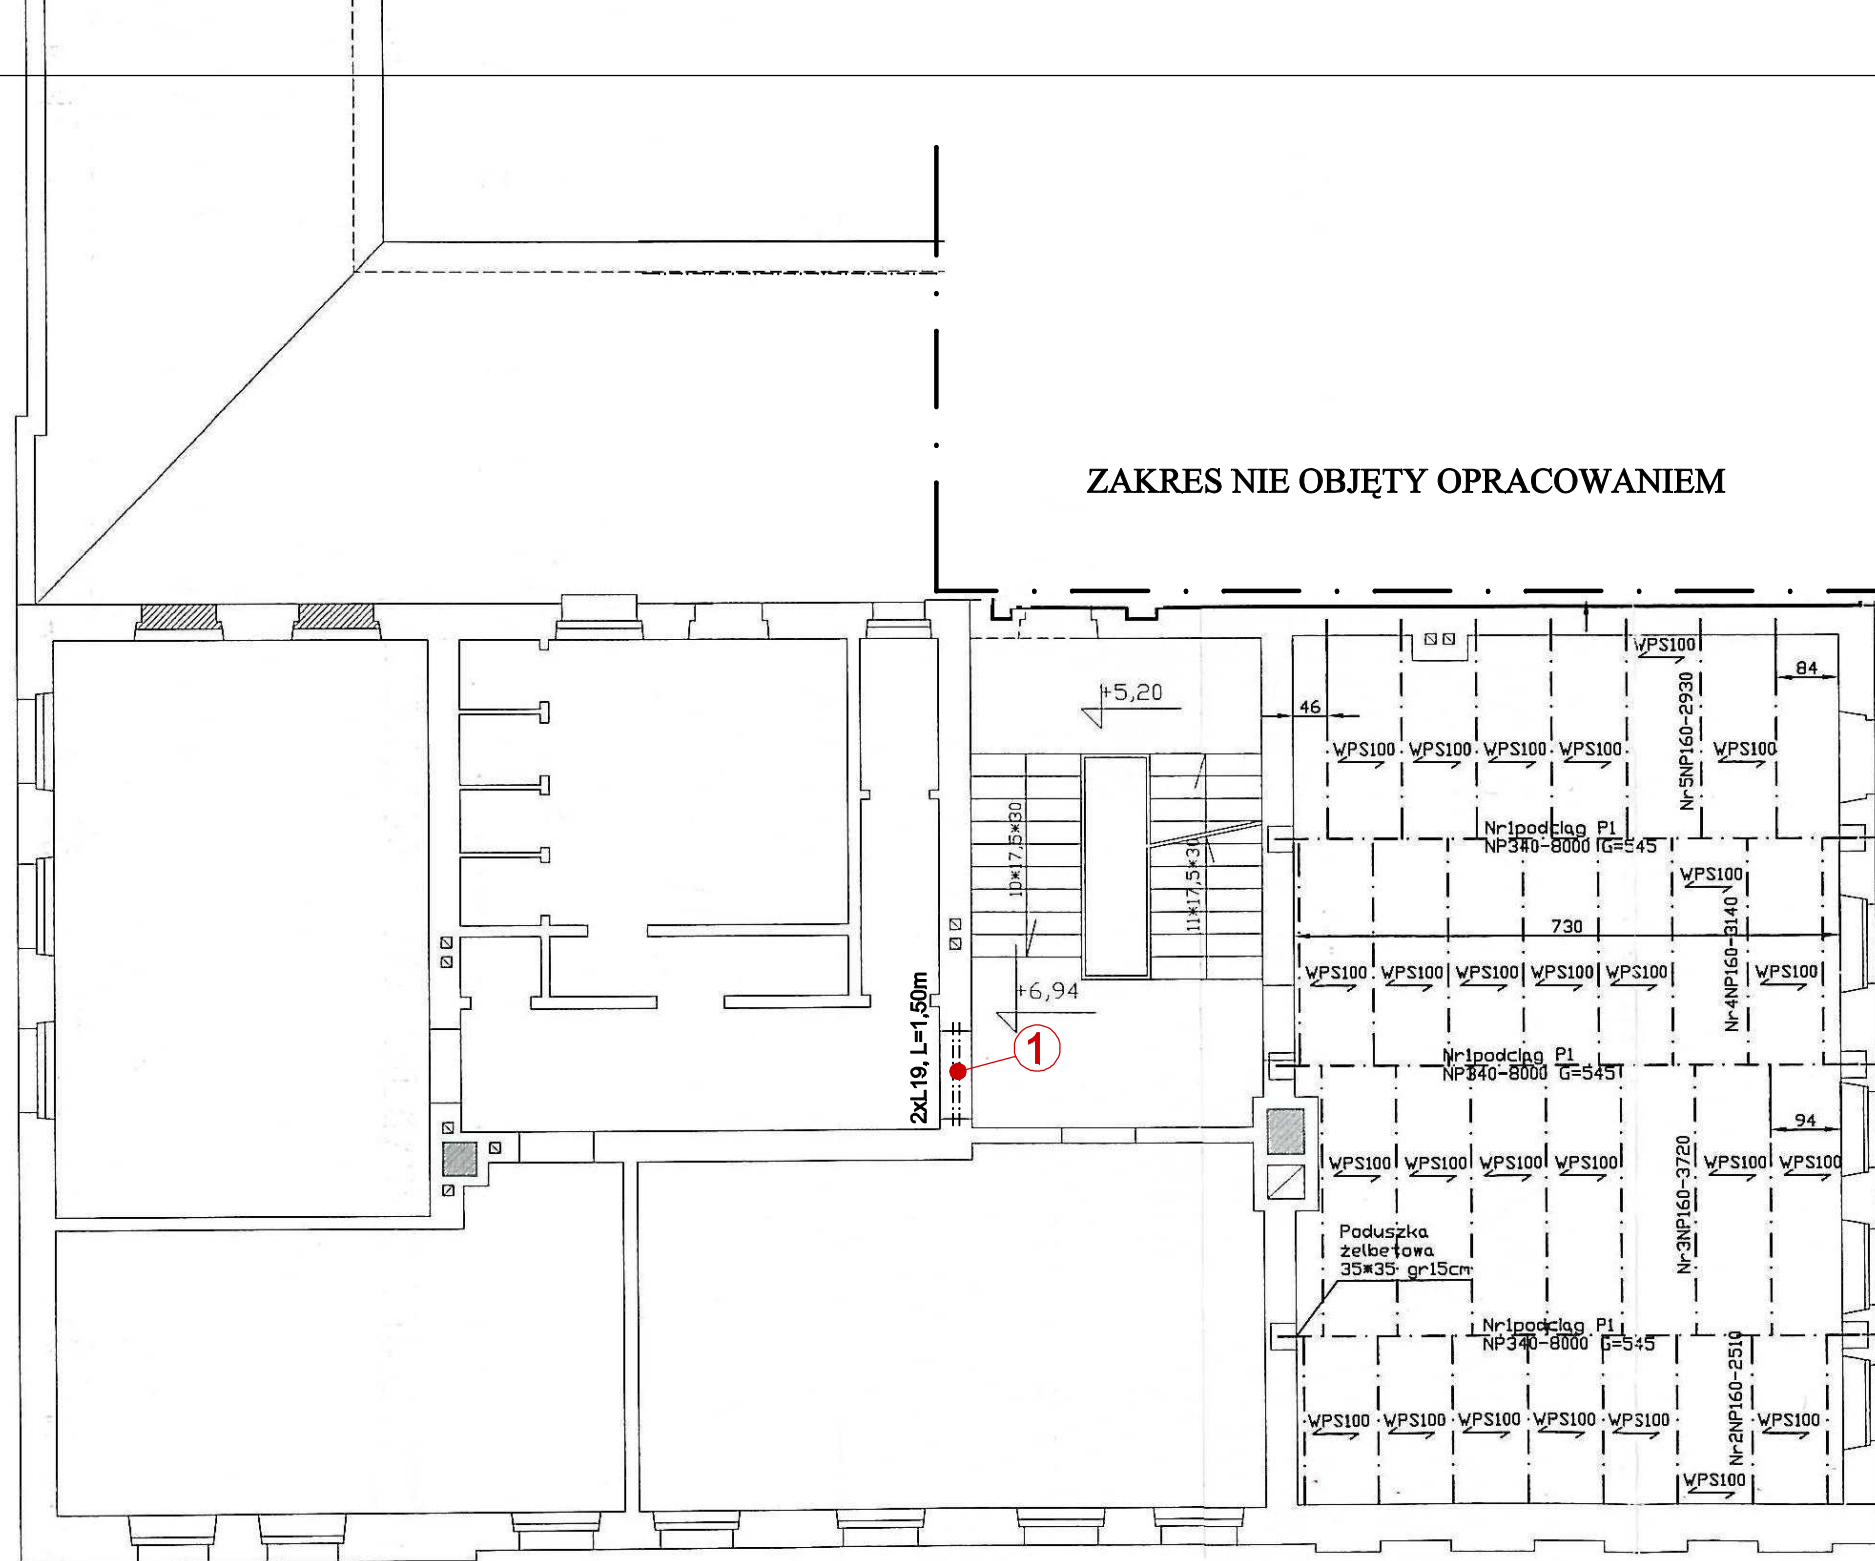 ZAKRES NIE OBJĘTY OPRACOWANIEM
WPS100
84
+5,20
46
Nr5NP160-2930
WPS100 WPS100 WPS100 WPS100 WPS100
10*17,5*30
11*17,5*30
Nr1podciąg P1
NP340-8000 G=545
WPS100
730
Nr4NP160-3140
WPS100 WPS100 WPS100 WPS100 WPS100 WPS100
2xL19, L=1,50m
+6,94
1
Nr1podciąg P1
NP340-8000 G=545
94
WPS100 WPS100 WPS100 WPS100 WPS100 WPS100
Nr3NP160-3720
Poduszka
żelbetowa
35*35 gr15cm
Nr1podciąg P1
NP340-8000 G=545
Nr2NP160-2510
WPS100 WPS100 WPS100 WPS100 WPS100 WPS100
WPS100